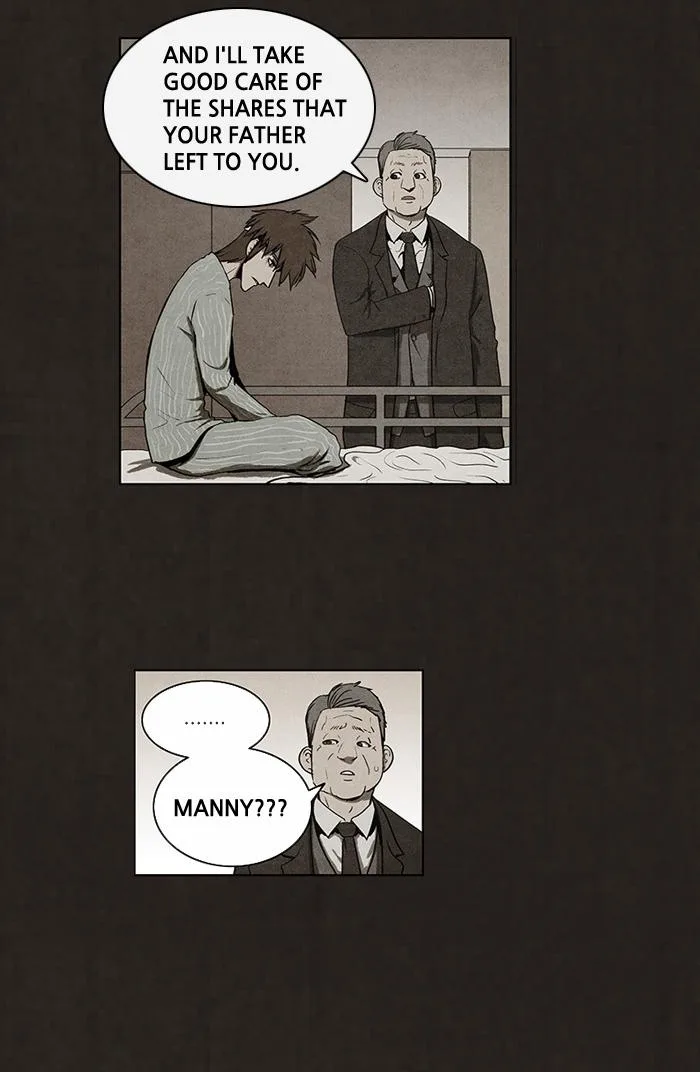 AND I'LL TAKE
GOOD CARE OF
THE SHARES THAT
YOUR FATHER
LEFT TO YOU.
.......
MANNY???